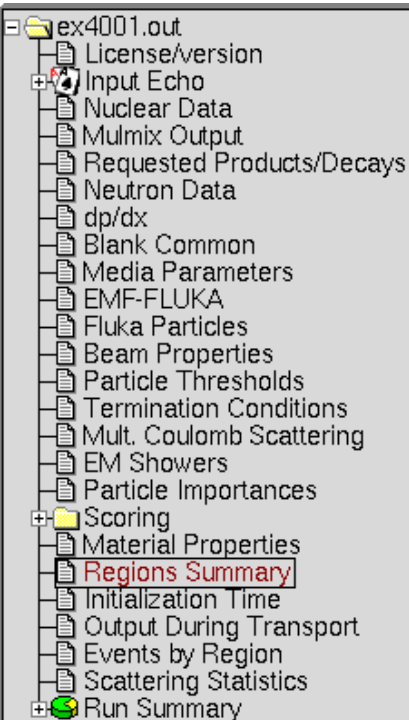 ex4001.out
License/version
Input Echo
Nuclear Data
Mulmix Output
Requested Products/Decays
Neutron Data
dp/dx
Blank Common
Media Parameters
EMF-FLUKA
Fluka Particles
Beam Properties
Particle Thresholds
Termination Conditions
Mult. Coulomb Scattering
EM Showers
Particle Importances
Scoring
Material Properties
Regions Summary
Initialization Time
Output During Transport
Events by Region
Scattering Statistics
Run Summary